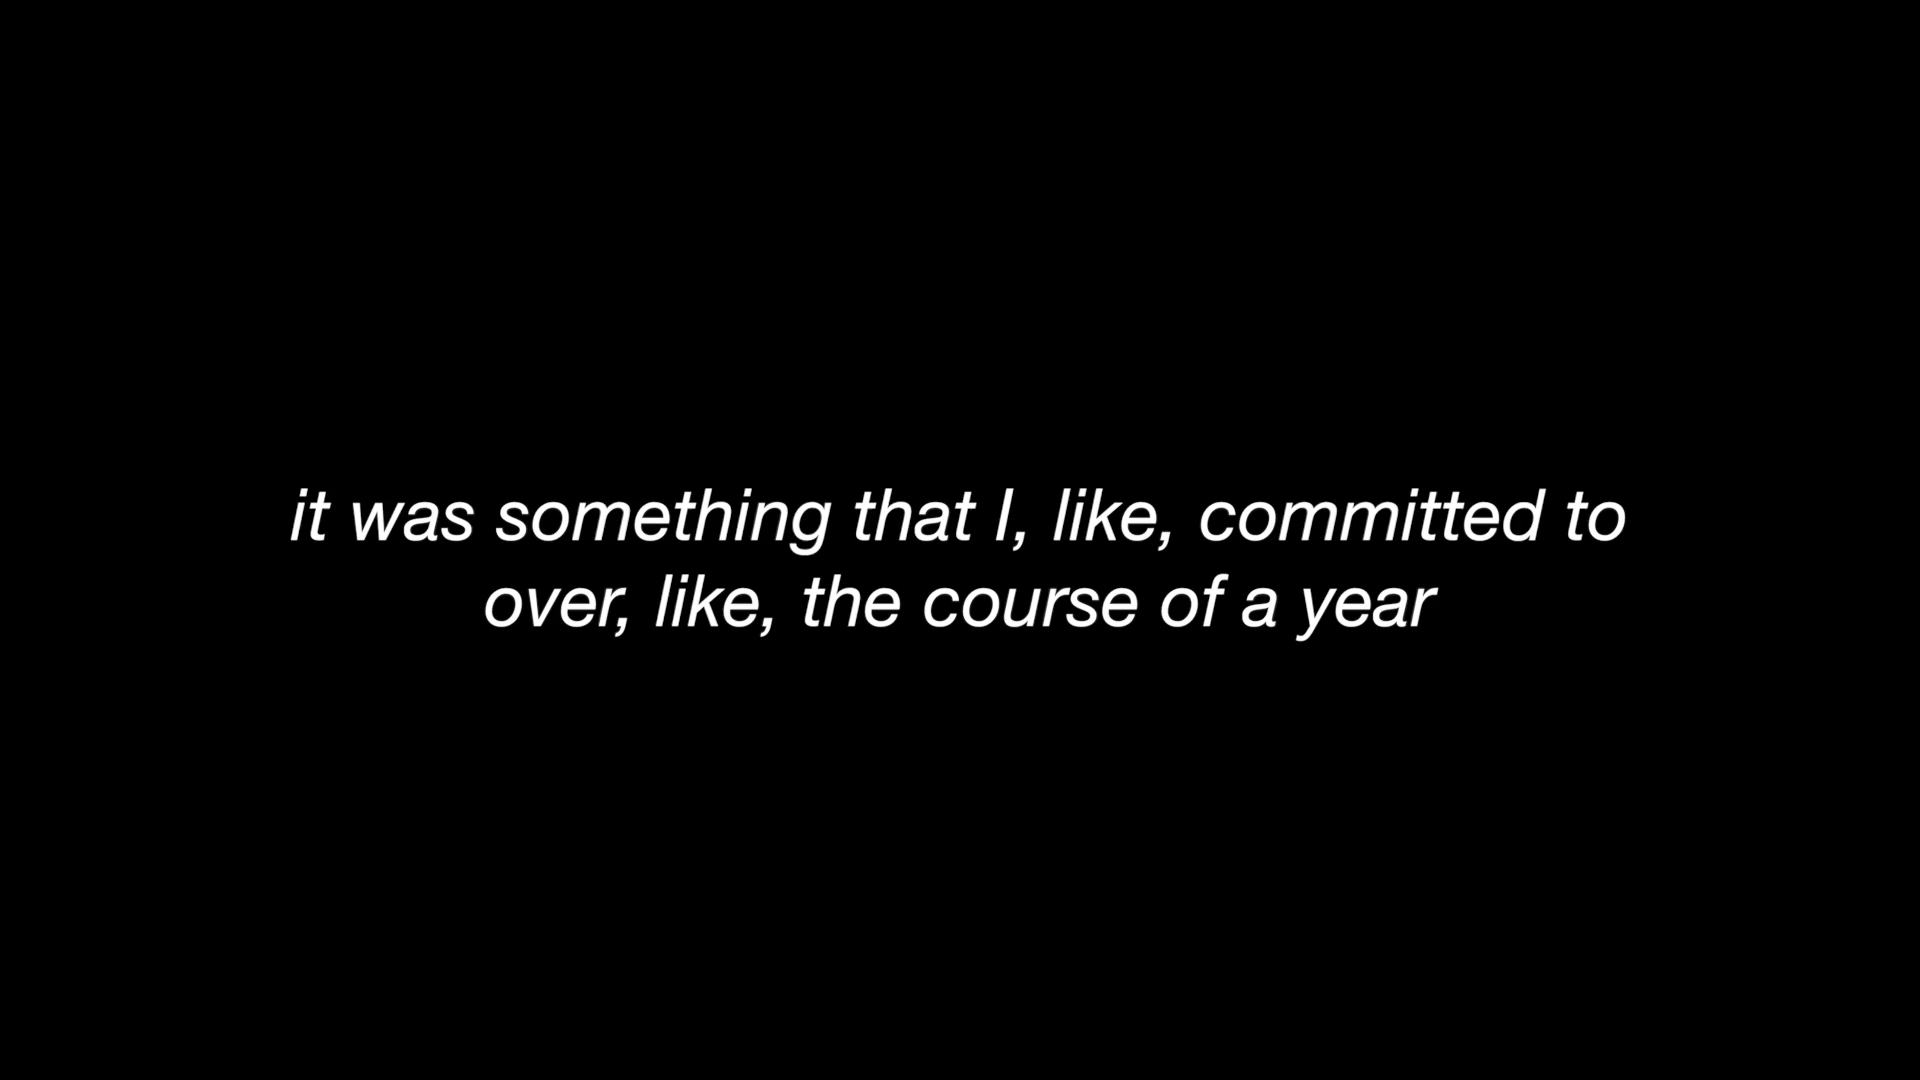 it was something that I, like, committed to
over, like, the course of a year